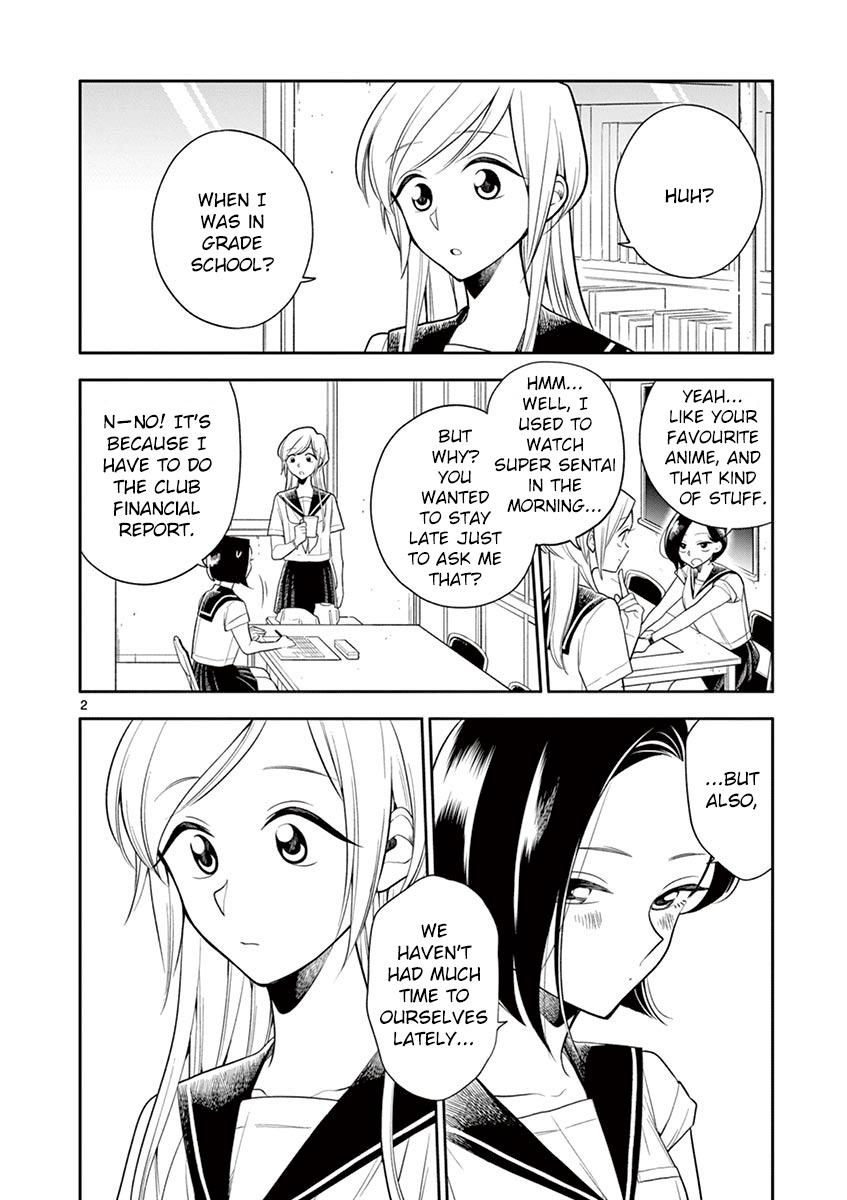 HUH?
WHEN I
WAS IN
GRADE
SCHOOL?
YEAH...
LIKE YOUR
FAVOURITE
ANIME, AND
THAT KIND
OF STUFF.
HMM...
WELL, I
USED TO
WATCH
SUPER SENTAI
IN THE
MORNING...
BUT
WHY?
YOU
WANTED
TO STAY
LATE JUST
TO ASK ME
THAT?
N-NO! IT'S
BECAUSE I
HAVE TO DO
THE CLUB
FINANCIAL
REPORT.
2
...BUT
ALSO,
WE
HAVEN'T
HAD MUCH
TIME TO
OURSELVES
LATELY...